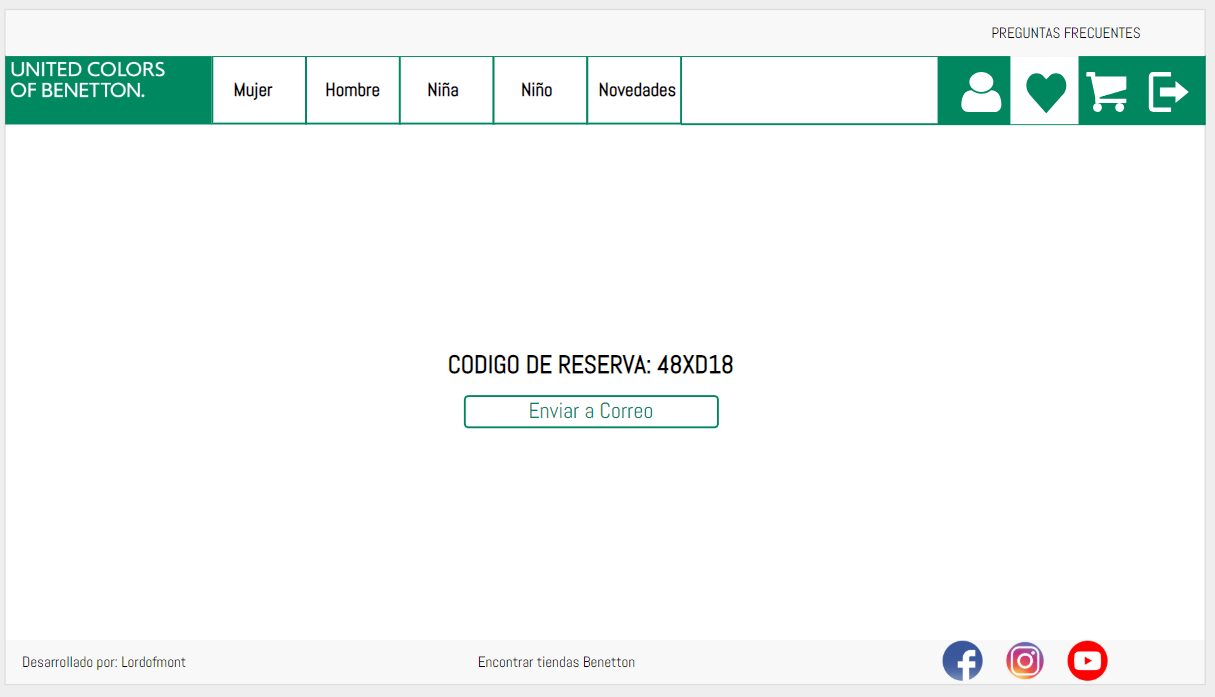 PREGUNTAS FRECUENTES
UNITED COLORS
OF BENETTON.
Mujer
Hombre
Niña
Niño
Novedades
CODIGO DE RESERVA: 48XD18
Enviar a Correo
Desarrollado por: Lordofmont
Encontrar tiendas Benetton